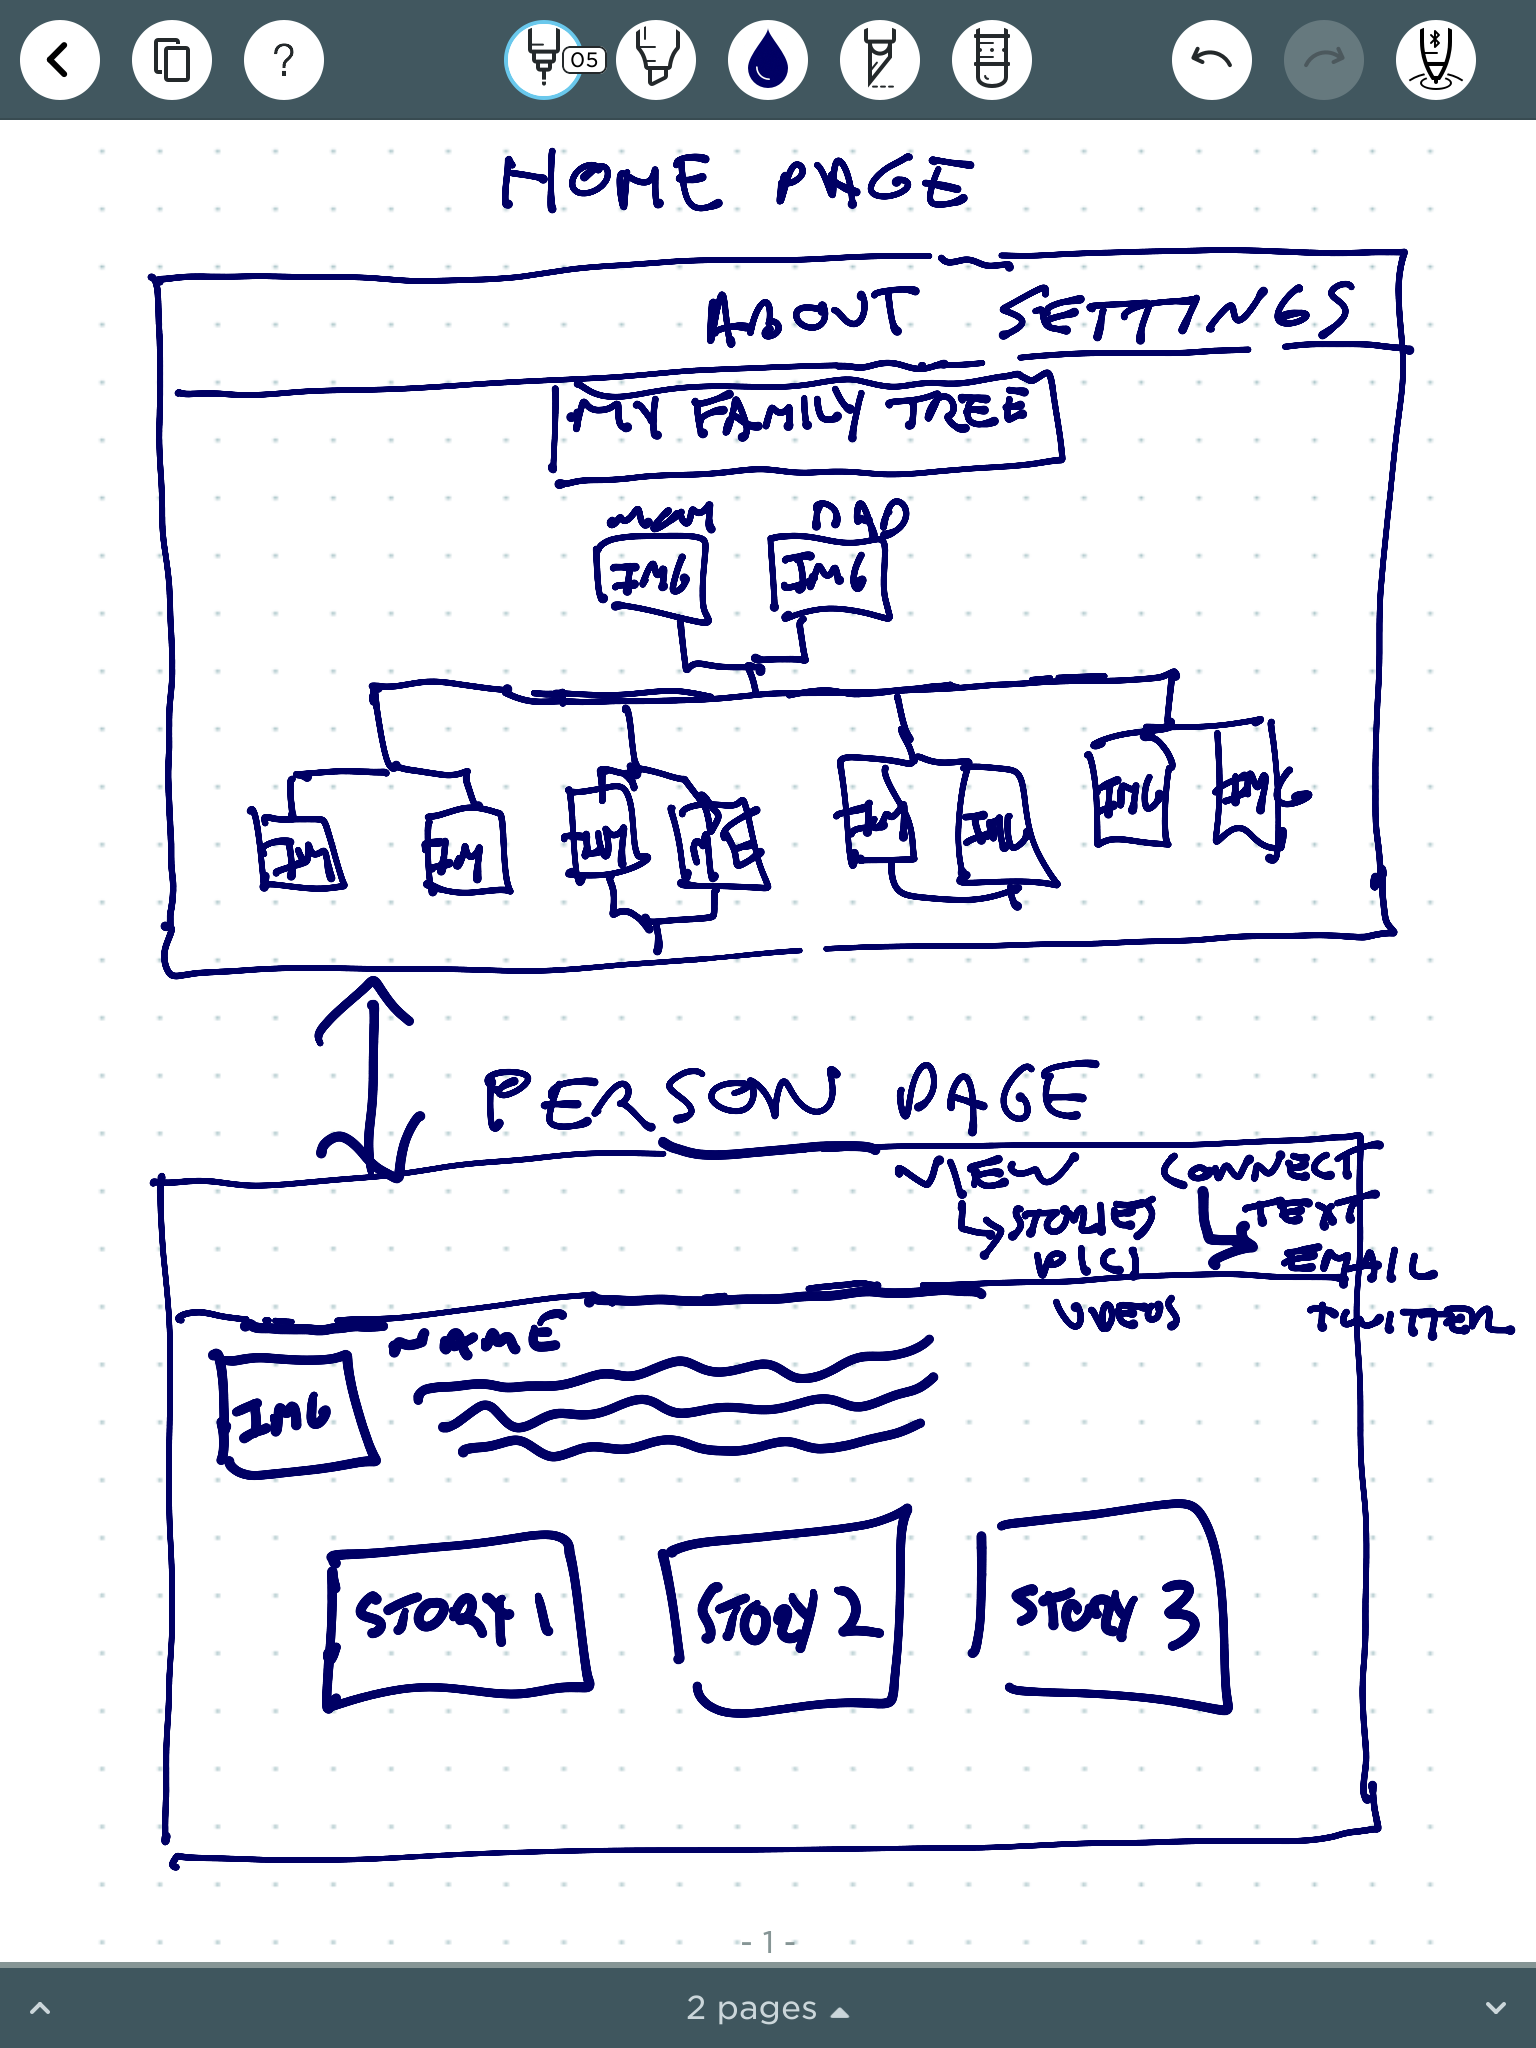 ?
05
HOME PAGE
ABOUT SETTINGS
MY FAMILY TREE
MOM DAD
IMG IMG
IMG IMG
IM IM IM ME IM IMG
PERSON PAGE
VIEW CONNECT
STORIES TEXT
PICS EMAIL
VIDEOS TWITTER
NAME
IMG
STORY 1 STORY 2 STORY 3
- 1 -
2 pages